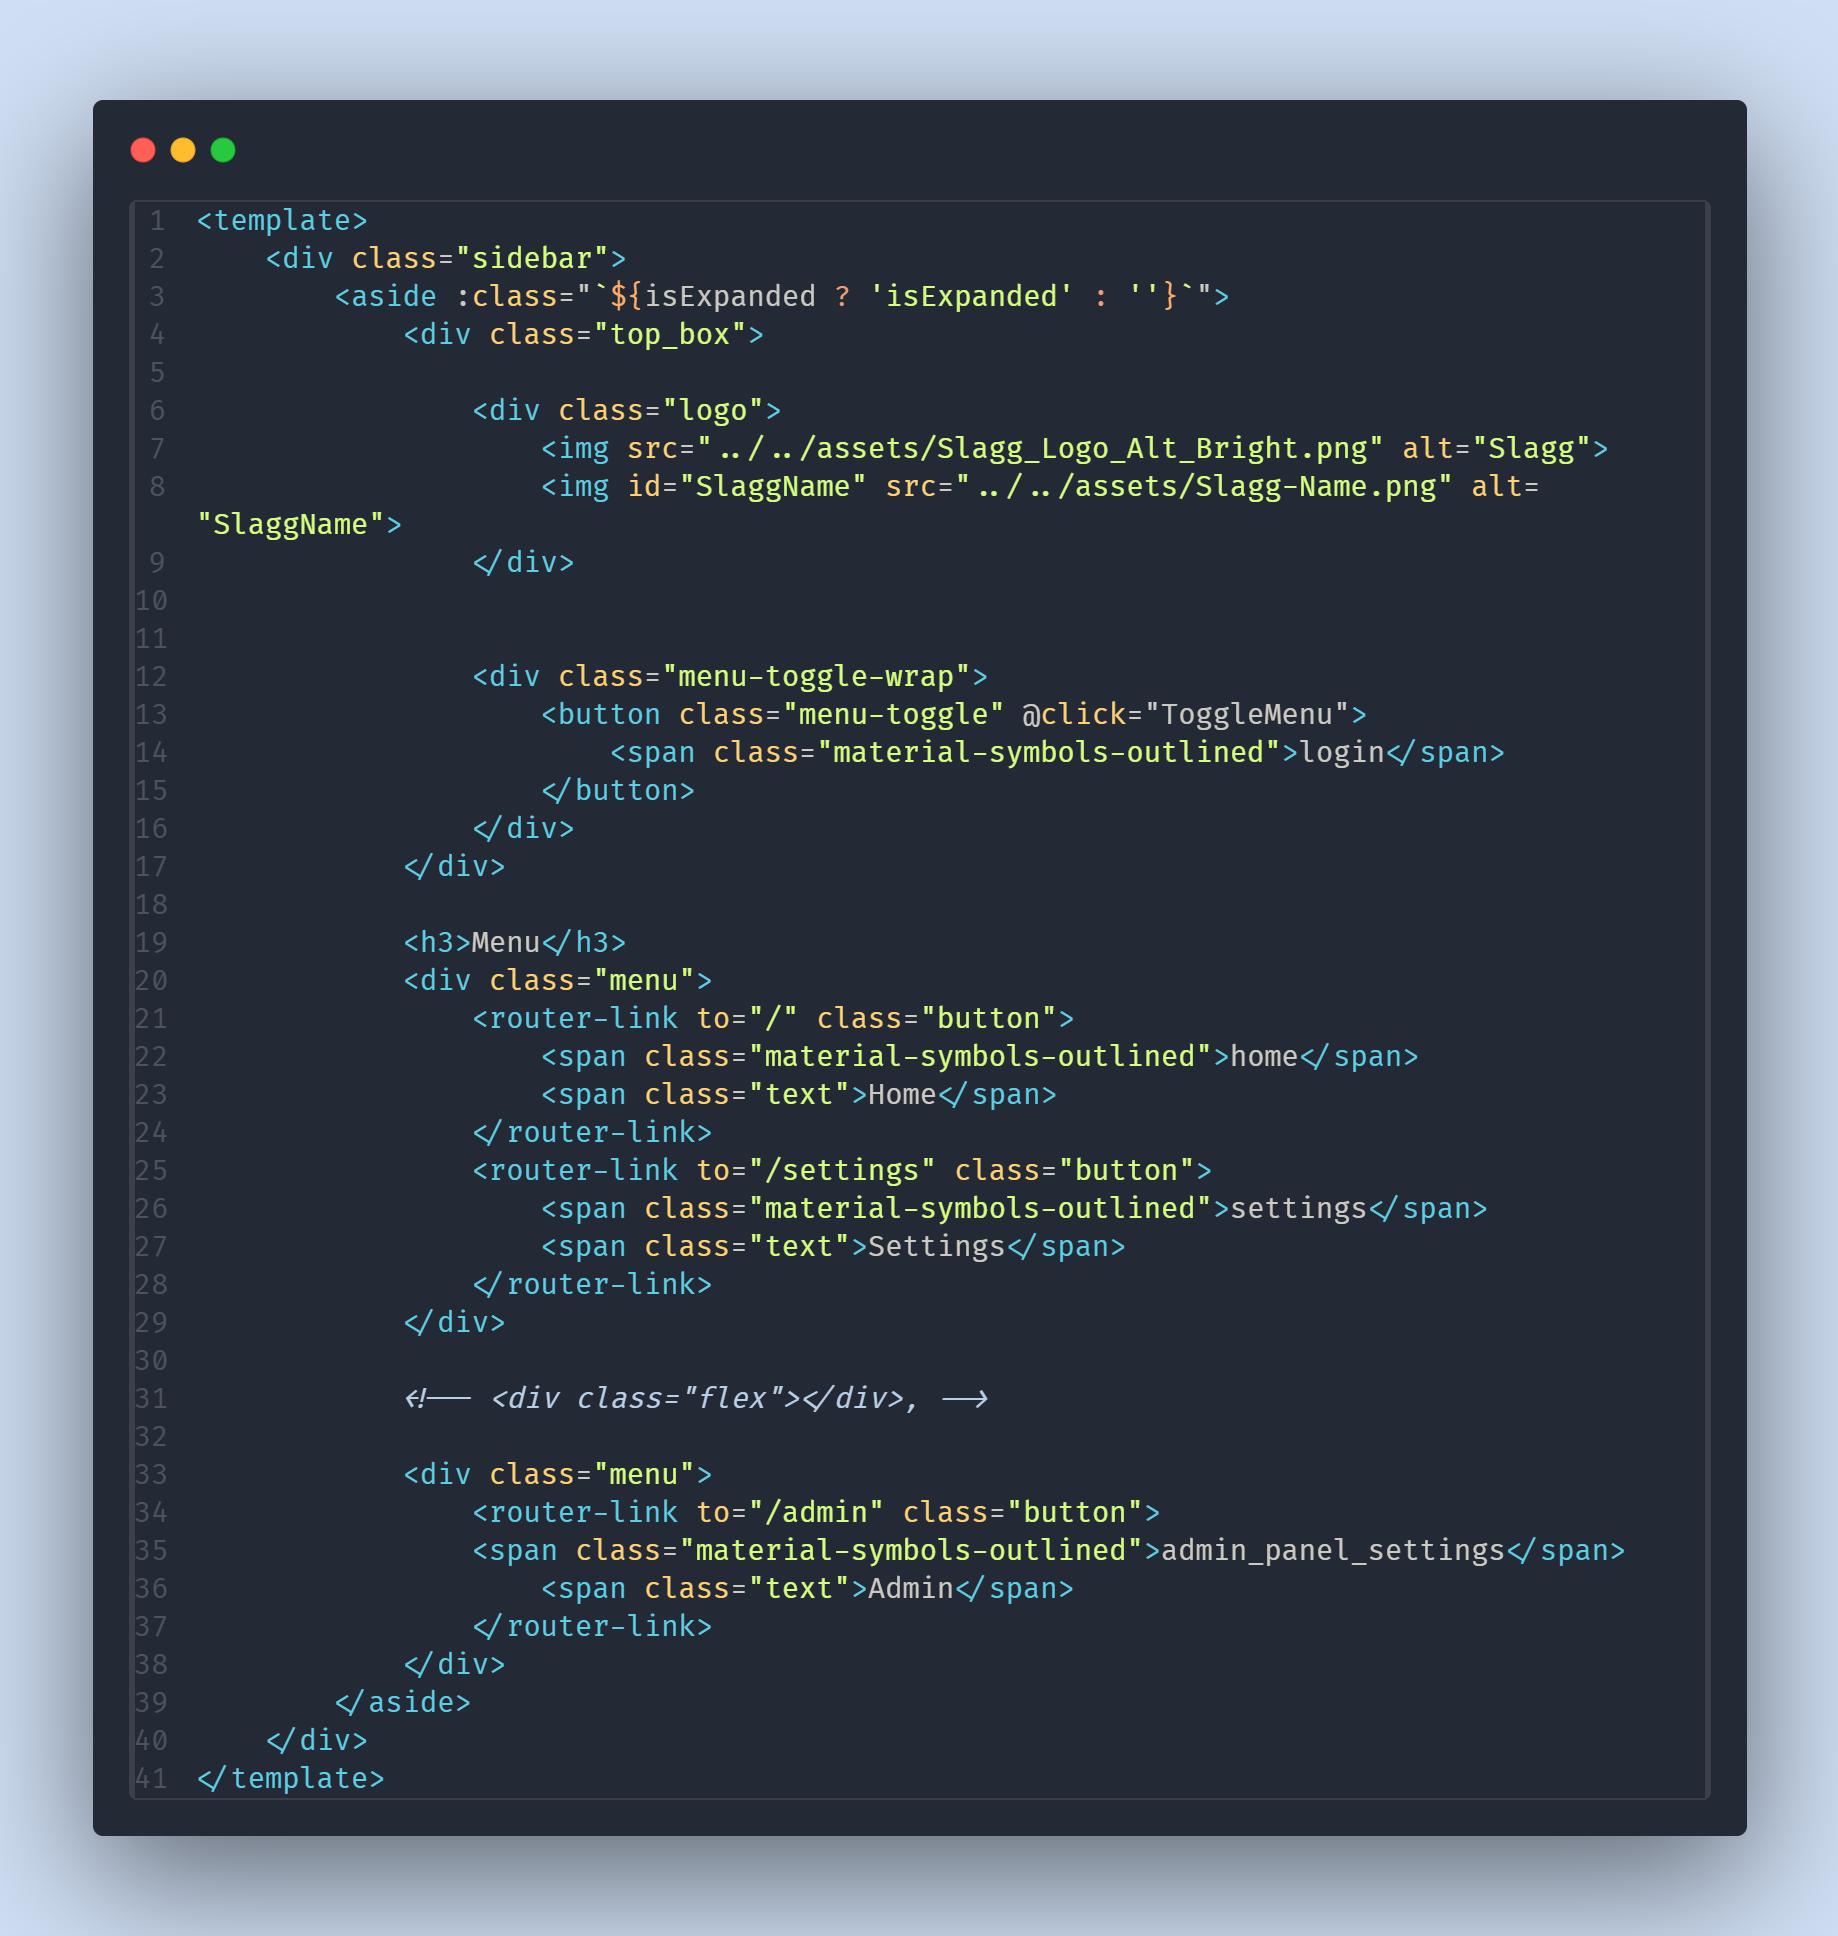 1 <template>
2     <div class="sidebar">
3         <aside :class="`${isExpanded ? 'isExpanded' : ''}`">
4             <div class="top_box">
5
6                 <div class="logo">
7                     <img src="../../assets/Slagg_Logo_Alt_Bright.png" alt="Slagg">
8                     <img id="SlaggName" src="../../assets/Slagg-Name.png" alt=
"SlaggName">
9                 </div>
10
11
12                 <div class="menu-toggle-wrap">
13                     <button class="menu-toggle" @click="ToggleMenu">
14                         <span class="material-symbols-outlined">login</span>
15                     </button>
16                 </div>
17             </div>
18
19             <h3>Menu</h3>
20             <div class="menu">
21                 <router-link to="/" class="button">
22                     <span class="material-symbols-outlined">home</span>
23                     <span class="text">Home</span>
24                 </router-link>
25                 <router-link to="/settings" class="button">
26                     <span class="material-symbols-outlined">settings</span>
27                     <span class="text">Settings</span>
28                 </router-link>
29             </div>
30
31             <!-- <div class="flex"></div>, -->
32
33             <div class="menu">
34                 <router-link to="/admin" class="button">
35                 <span class="material-symbols-outlined">admin_panel_settings</span>
36                     <span class="text">Admin</span>
37                 </router-link>
38             </div>
39         </aside>
40     </div>
41 </template>